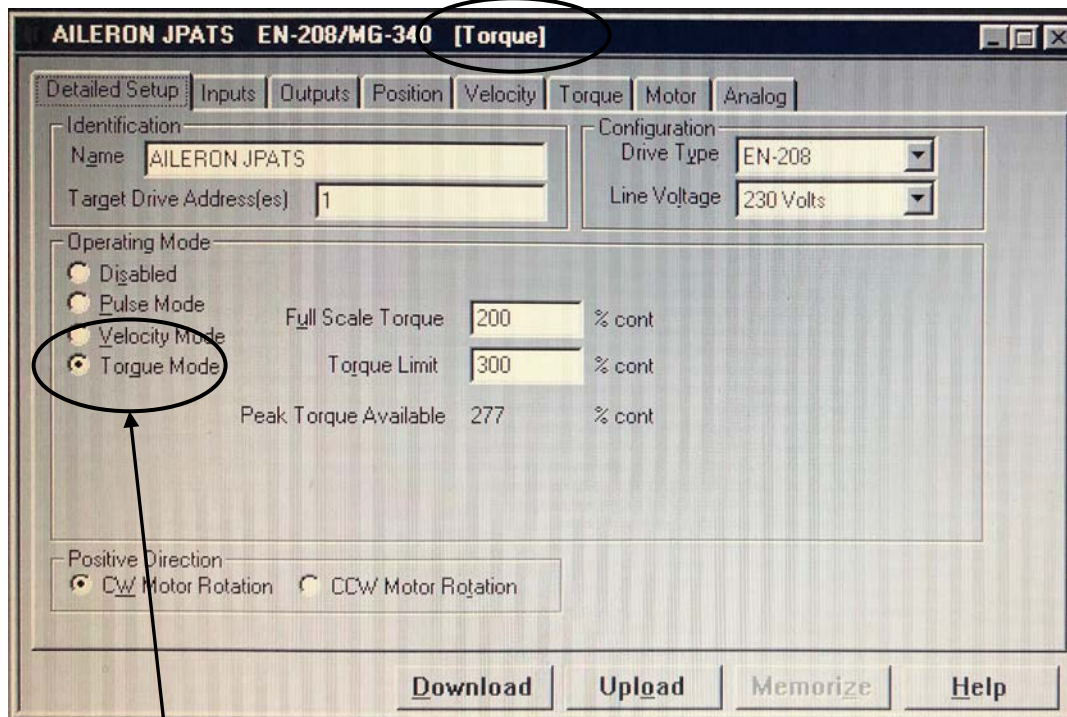 AILERON JPATS EN-208/MG-340 [Torque]
Detailed Setup Inputs Outputs Position Velocity Torque Motor Analog
Identification
Name AILERON JPATS
Target Drive Address(es) 1
Configuration
Drive Type EN-208
Line Voltage 230 Volts
Operating Mode
Disabled
Pulse Mode
Velocity Mode
Torque Mode
Full Scale Torque 200 % cont
Torque Limit 300 % cont
Peak Torque Available 277 % cont
Positive Direction
CW Motor Rotation CCW Motor Rotation
Download Upload Memorize Help